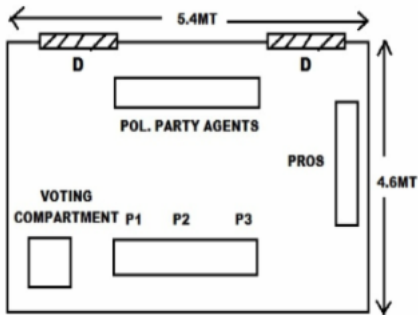 5.4MT
D D
POL. PARTY AGENTS
PROS
4.6MT
VOTING
COMPARTMENT P1 P2 P3